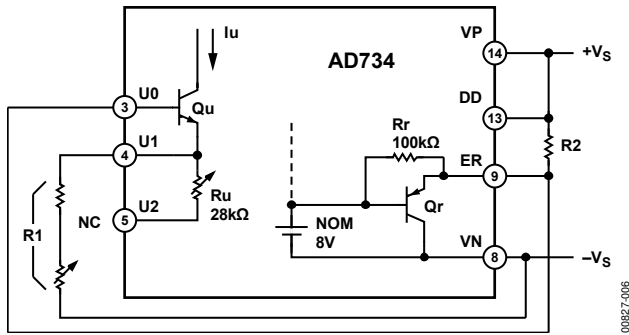 Iu
AD734
VP
14
+VS
U0
3
Qu
DD
13
U1
4
Rr
100kΩ
R2
ER
9
Ru
28kΩ
Qr
U2
5
NC
R1
NOM
8V
VN
8
–VS
00827-006